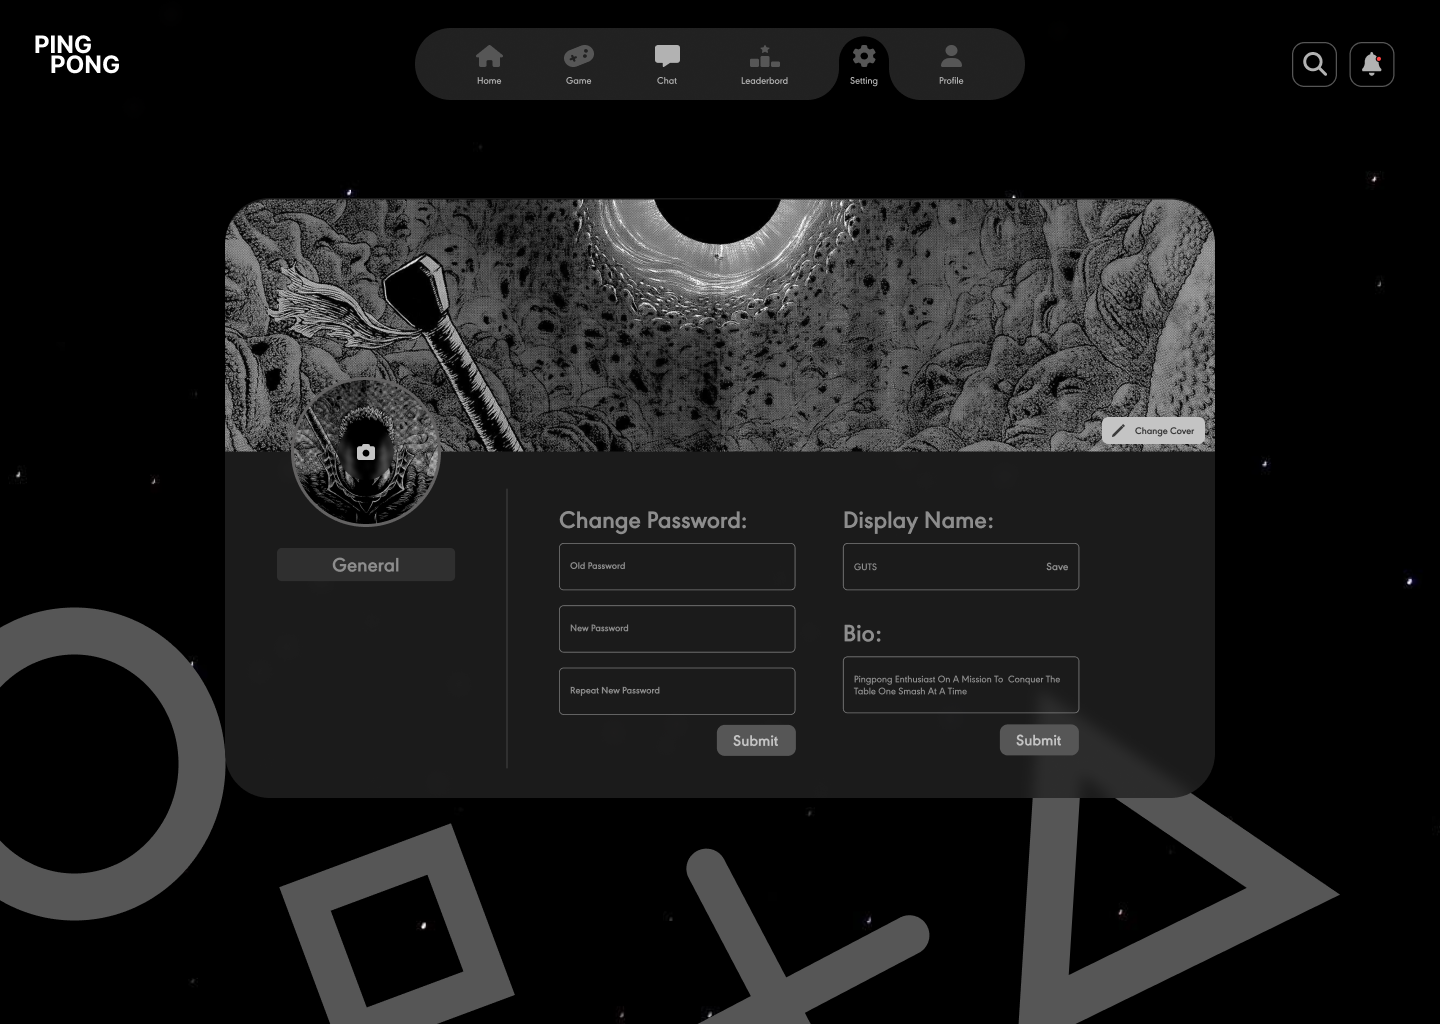 PING
PONG
Home
Game
Chat
Leaderbord
Setting
Profile
Change Cover
General
Change Password:
Old Password
New Password
Repeat New Password
Submit
Display Name:
GUTS
Save
Bio:
Pingpong Enthusiast On A Mission To Conquer The
Table One Smash At A Time
Submit